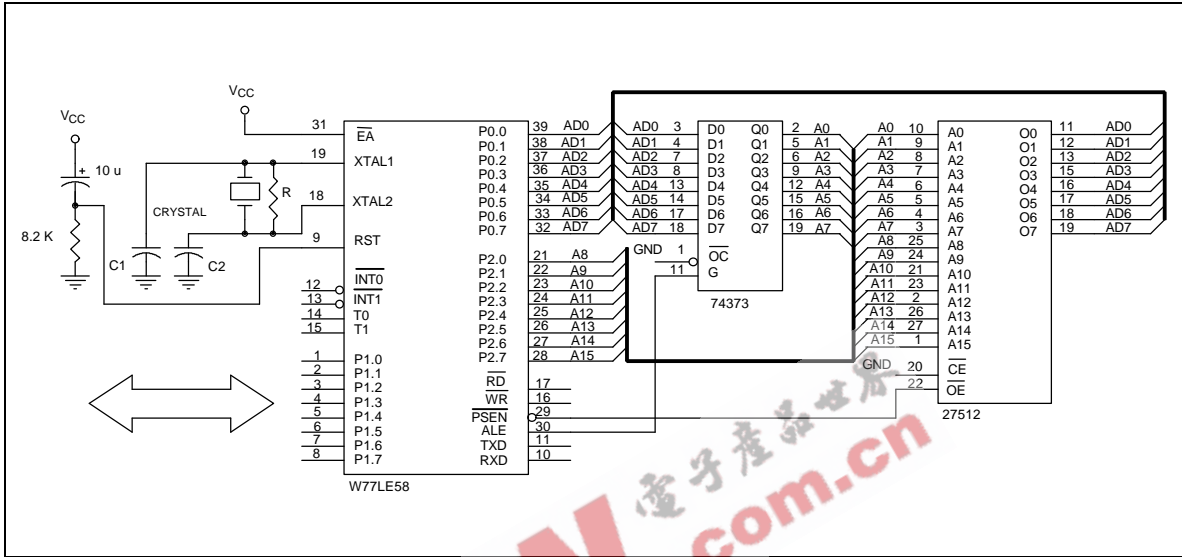 VCC
VCC
10 u
8.2 K
C1
C2
CRYSTAL
R
31 EA
19 XTAL1
18 XTAL2
9 RST
12 INT0
13 INT1
14 T0
15 T1
1 P1.0
2 P1.1
3 P1.2
4 P1.3
5 P1.4
6 P1.5
7 P1.6
8 P1.7
P0.0 39 AD0
P0.1 38 AD1
P0.2 37 AD2
P0.3 36 AD3
P0.4 35 AD4
P0.5 34 AD5
P0.6 33 AD6
P0.7 32 AD7
P2.0 21 A8
P2.1 22 A9
P2.2 23 A10
P2.3 24 A11
P2.4 25 A12
P2.5 26 A13
P2.6 27 A14
P2.7 28 A15
RD 17
WR 16
PSEN 29
ALE 30
TXD 11
RXD 10
W77LE58
AD0 3 D0 Q0 2 A0
AD1 4 D1 Q1 5 A1
AD2 7 D2 Q2 6 A2
AD3 8 D3 Q3 9 A3
AD4 13 D4 Q4 12 A4
AD5 14 D5 Q5 15 A5
AD6 17 D6 Q6 16 A6
AD7 18 D7 Q7 19 A7
GND 1 OC
11 G
74373
A0 10 A0 O0 11 AD0
A1 9 A1 O1 12 AD1
A2 8 A2 O2 13 AD2
A3 7 A3 O3 15 AD3
A4 6 A4 O4 16 AD4
A5 5 A5 O5 17 AD5
A6 4 A6 O6 18 AD6
A7 3 A7 O7 19 AD7
A8 25 A8
A9 24 A9
A10 21 A10
A11 23 A11
A12 2 A12
A13 26 A13
A14 27 A14
A15 1 A15
GND 20 CE
22 OE
27512
電子產品世界
.com.cn